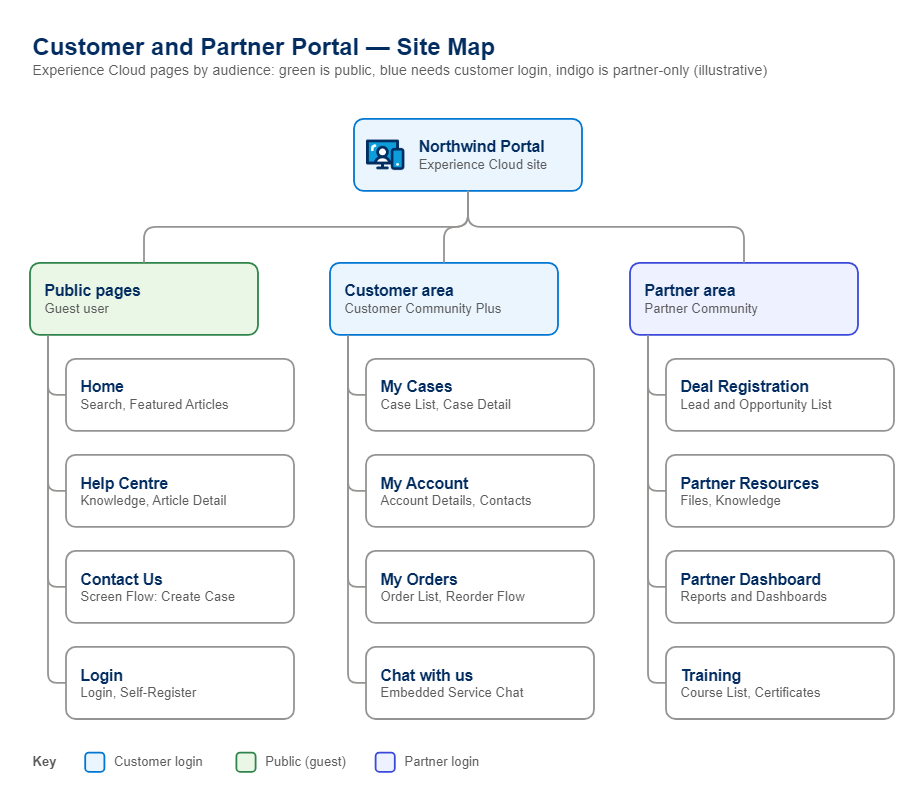 Customer and Partner Portal — Site Map
Experience Cloud pages by audience: green is public, blue needs customer login, indigo is partner-only (illustrative)
Northwind Portal
Experience Cloud site
Public pages
Guest user
Customer area
Customer Community Plus
Partner area
Partner Community
Home
Search, Featured Articles
My Cases
Case List, Case Detail
Deal Registration
Lead and Opportunity List
Help Centre
Knowledge, Article Detail
My Account
Account Details, Contacts
Partner Resources
Files, Knowledge
Contact Us
Screen Flow: Create Case
My Orders
Order List, Reorder Flow
Partner Dashboard
Reports and Dashboards
Login
Login, Self-Register
Chat with us
Embedded Service Chat
Training
Course List, Certificates
Key
Customer login
Public (guest)
Partner login